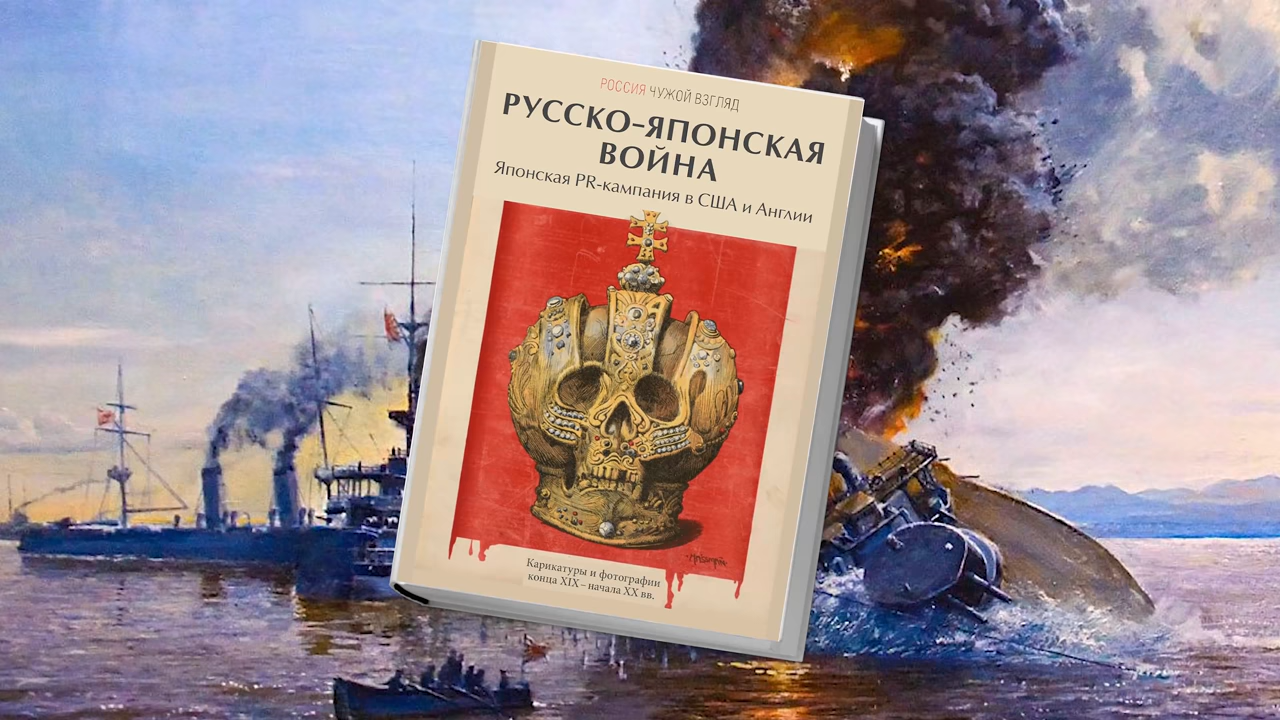 РОССИЯ ЧУЖОЙ ВЗГЛЯД
РУССКО-ЯПОНСКАЯ
ВОЙНА
Японская PR-кампания в США и Англии
Карикатуры и фотографии
конца XIX – начала XX вв.